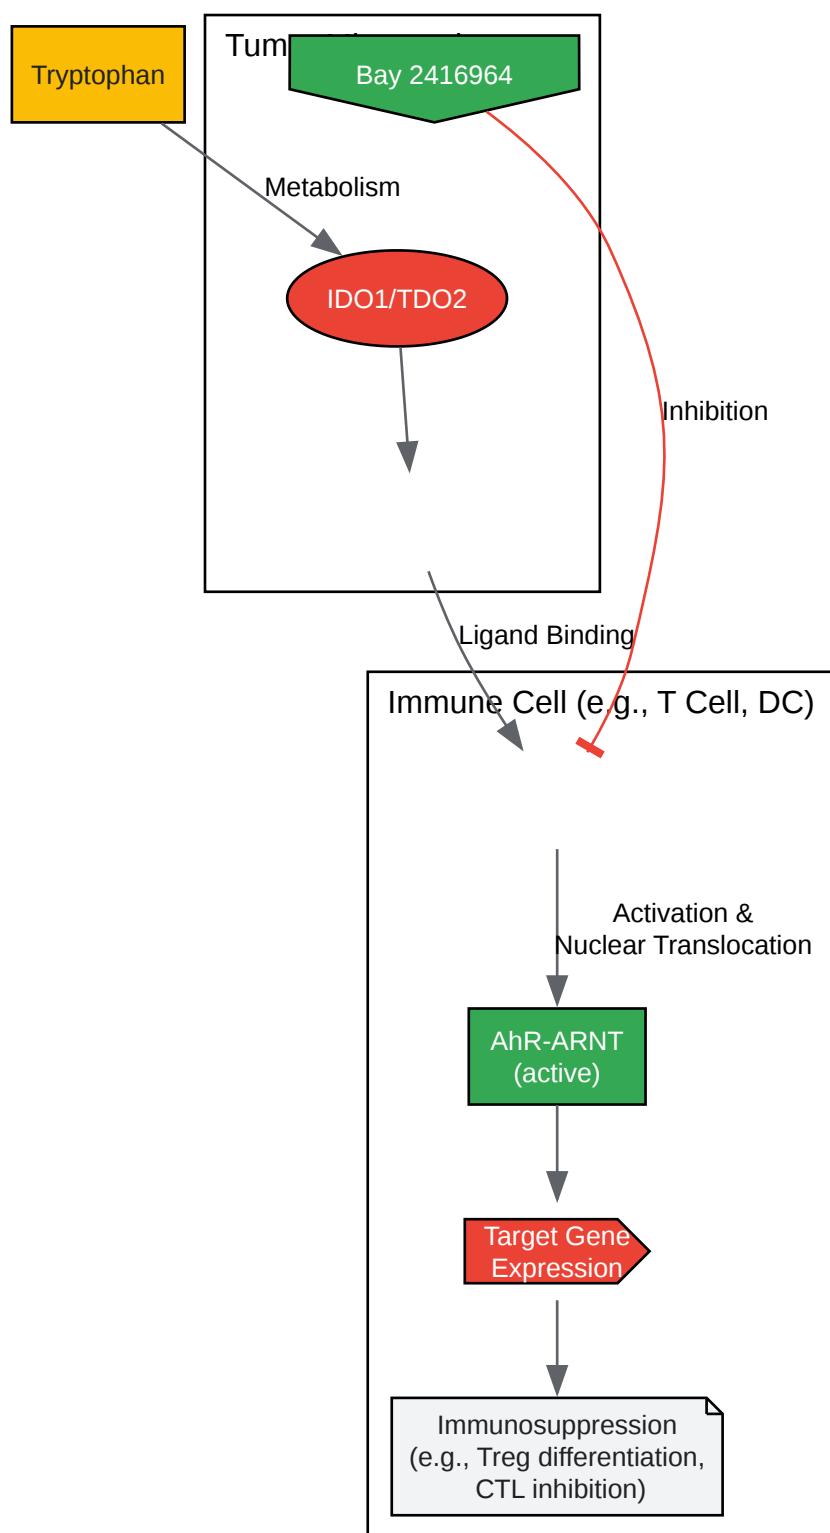 Tryptophan
Bay 2416964
Metabolism
IDO1/TDO2
Inhibition
Ligand Binding
Immune Cell (e.g., T Cell, DC)
Activation &
Nuclear Translocation
AhR-ARNT
(active)
Target Gene
Expression
Immunosuppression
(e.g., Treg differentiation,
CTL inhibition)